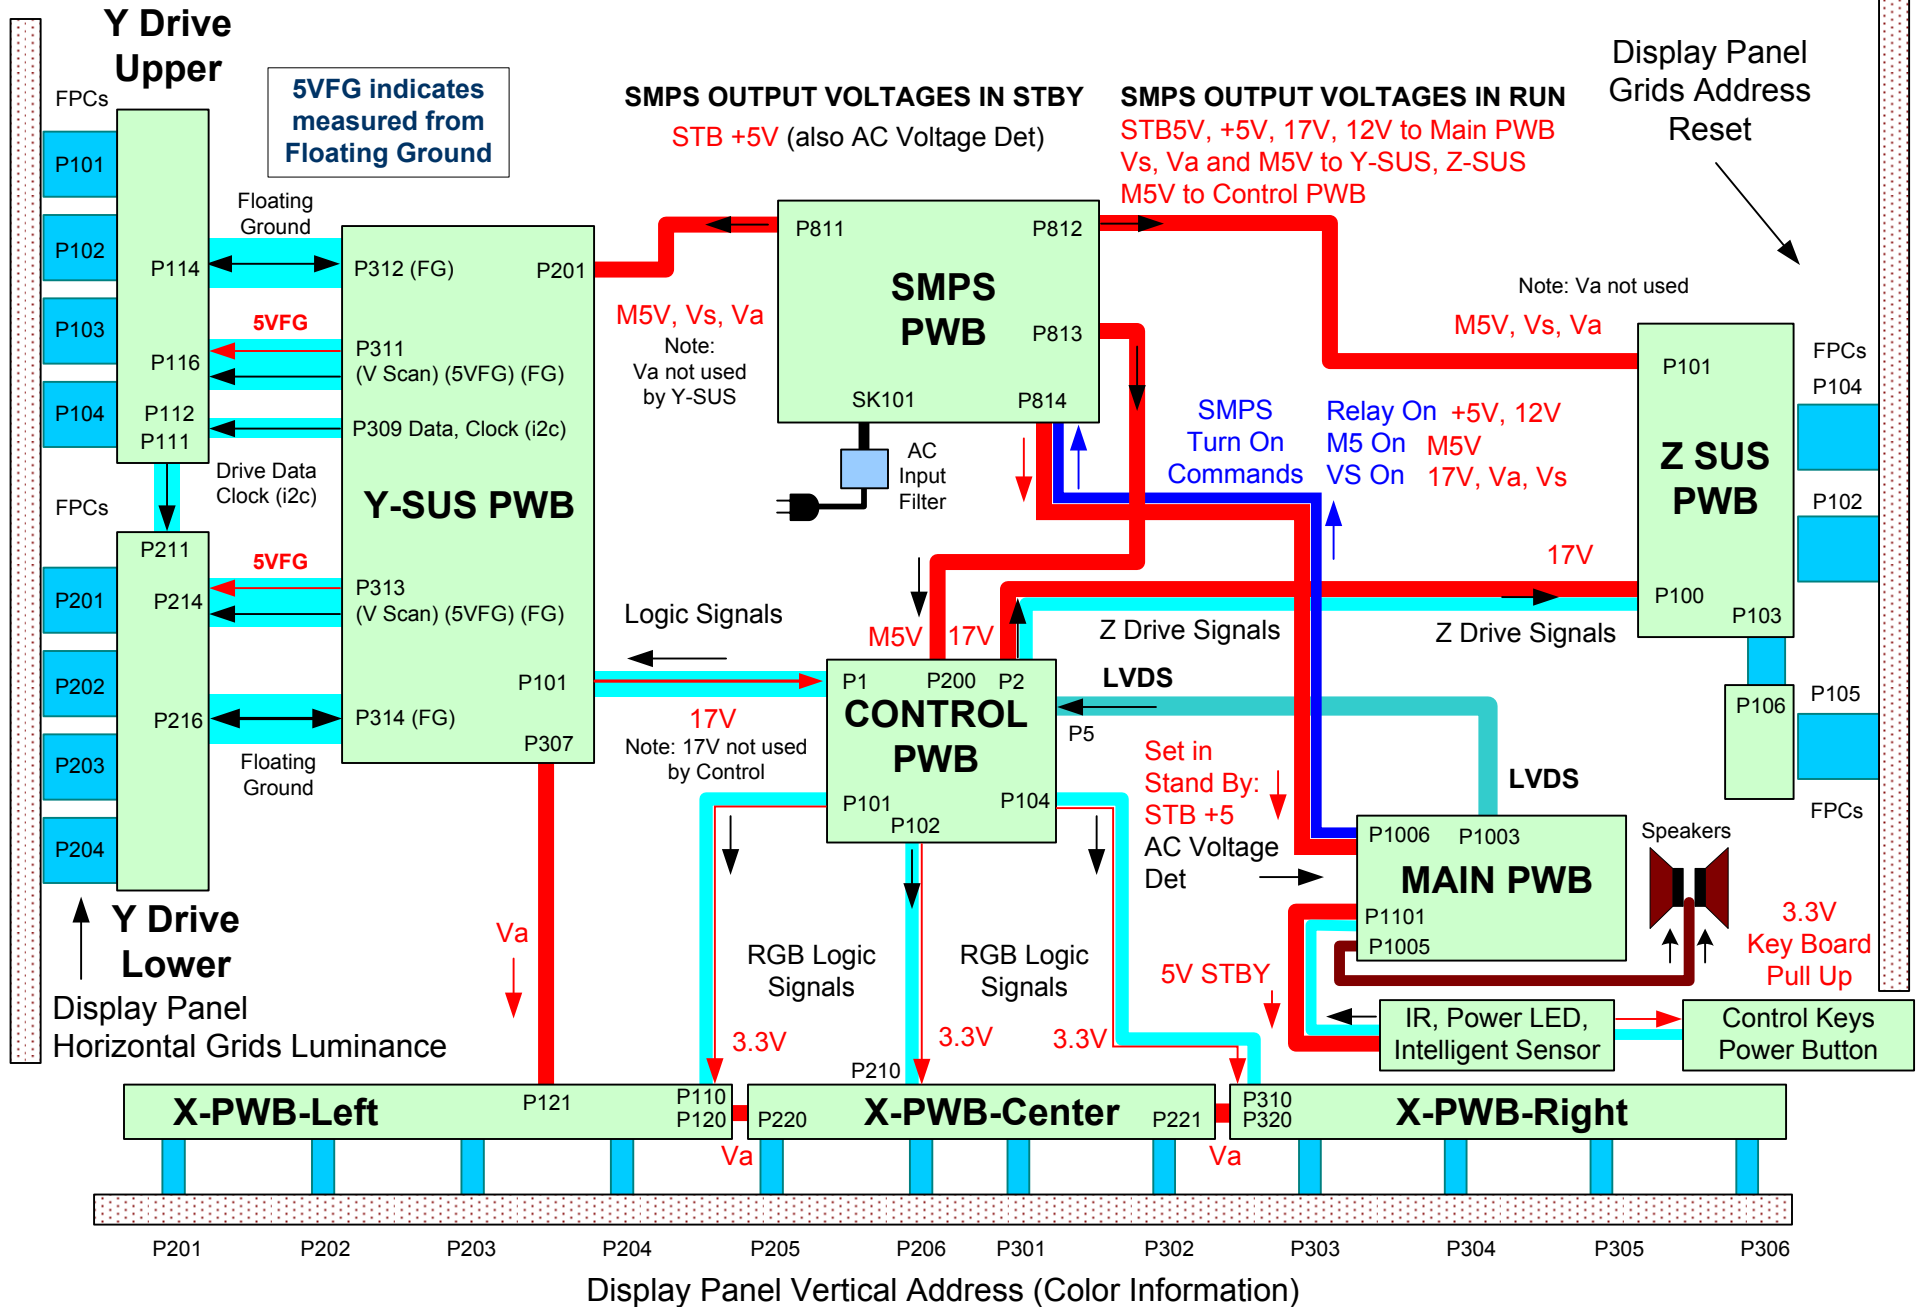 Y Drive
Upper
FPCs
P101
P102
P103
P104
P114
P116
P112
P111
5VFG indicates
measured from
Floating Ground
Floating
Ground
5VFG
Drive Data
Clock (i2c)
FPCs
P201
P202
P203
P204
P211
P214
P216
5VFG
Floating
Ground
Y Drive
Lower
Display Panel
Horizontal Grids Luminance
P312 (FG)
P201
P311
(V Scan) (5VFG) (FG)
P309 Data, Clock (i2c)
Y-SUS PWB
P313
(V Scan) (5VFG) (FG)
P101
P314 (FG)
P307
SMPS OUTPUT VOLTAGES IN STBY
STB +5V (also AC Voltage Det)
SMPS OUTPUT VOLTAGES IN RUN
STB5V, +5V, 17V, 12V to Main PWB
Vs, Va and M5V to Y-SUS, Z-SUS
M5V to Control PWB
Display Panel
Grids Address
Reset
P811
P812
SMPS
PWB
P813
SK101
P814
M5V, Vs, Va
Note:
Va not used
by Y-SUS
AC
Input
Filter
SMPS
Turn On
Commands
Relay On +5V, 12V
M5 On M5V
VS On 17V, Va, Vs
Note: Va not used
M5V, Vs, Va
P101
Z SUS
PWB
P100
P103
P106
FPCs
P104
P102
P105
FPCs
17V
Z Drive Signals
Z Drive Signals
Logic Signals
M5V
17V
17V
Note: 17V not used
by Control
P1
P200
P2
CONTROL
PWB
P101
P102
P104
LVDS
P5
LVDS
Set in
Stand By:
STB +5
AC Voltage
Det
P1006
P1003
MAIN PWB
P1101
P1005
Speakers
3.3V
Key Board
Pull Up
5V STBY
IR, Power LED,
Intelligent Sensor
Control Keys
Power Button
Va
RGB Logic
Signals
RGB Logic
Signals
3.3V
3.3V
3.3V
P210
X-PWB-Left
P121
P110
P120
Va
P220
X-PWB-Center
P221
Va
P310
P320
X-PWB-Right
P201
P202
P203
P204
P205
P206
P301
P302
P303
P304
P305
P306
Display Panel Vertical Address (Color Information)